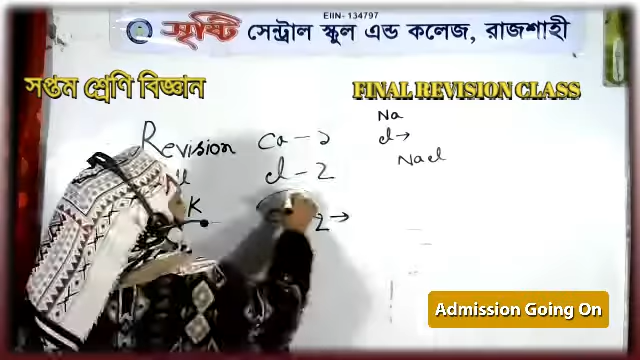 EIIN- 134797
সৃষ্টি সেন্ট্রাল স্কুল এন্ড কলেজ, রাজশাহী
সপ্তম শ্রেণি বিজ্ঞান
FINAL REVISION CLASS
Na
Revision
Ca - 2
cl →
cl - 2
Nacl
K
2 →
Admission Going On